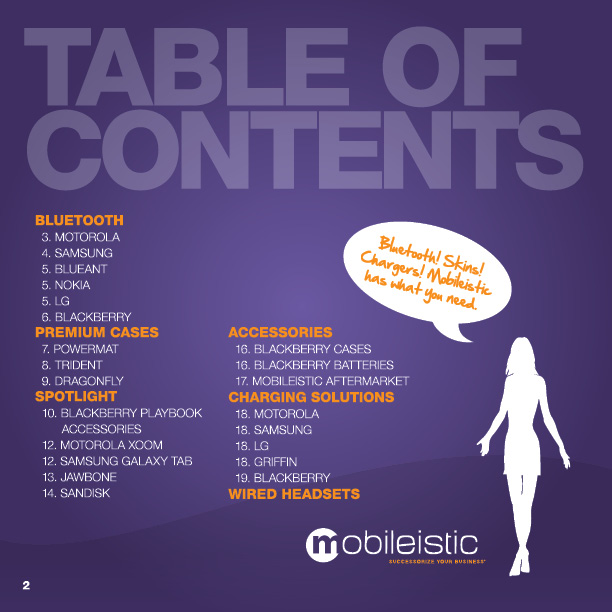 TABLE OF
CONTENTS
BLUETOOTH
3. MOTOROLA
4. SAMSUNG
5. BLUEANT
5. NOKIA
5. LG
6. BLACKBERRY
PREMIUM CASES
7. POWERMAT
8. TRIDENT
9. DRAGONFLY
SPOTLIGHT
10. BLACKBERRY PLAYBOOK
ACCESSORIES
12. MOTOROLA XOOM
12. SAMSUNG GALAXY TAB
13. JAWBONE
14. SANDISK
ACCESSORIES
16. BLACKBERRY CASES
16. BLACKBERRY BATTERIES
17. MOBILEISTIC AFTERMARKET
CHARGING SOLUTIONS
18. MOTOROLA
18. SAMSUNG
18. LG
18. GRIFFIN
19. BLACKBERRY
WIRED HEADSETS
Bluetooth! Skins!
Chargers! Mobileistic
has what you need.
mobileistic
SUCCESSORIZE YOUR BUSINESS
2